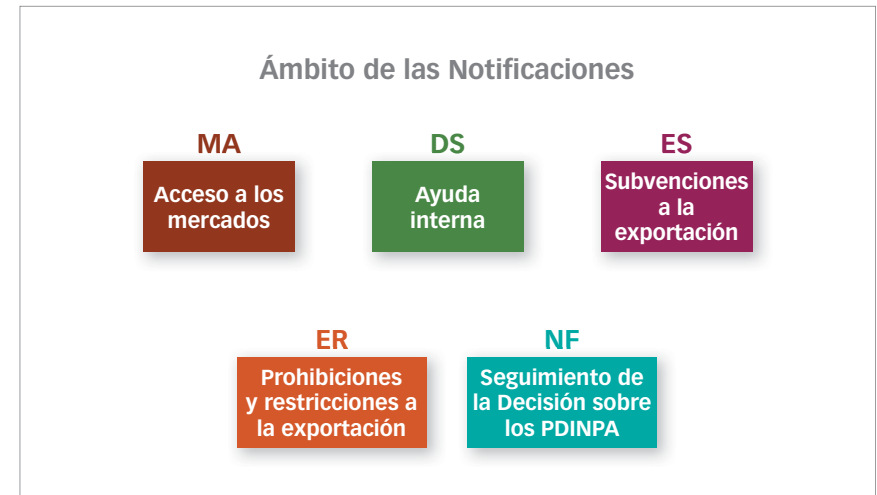 Ámbito de las Notificaciones
MA
Acceso a los
mercados
DS
Ayuda
interna
ES
Subvenciones
a la
exportación
ER
Prohibiciones
y restricciones a
la exportación
NF
Seguimiento de
la Decisión sobre
los PDINPA